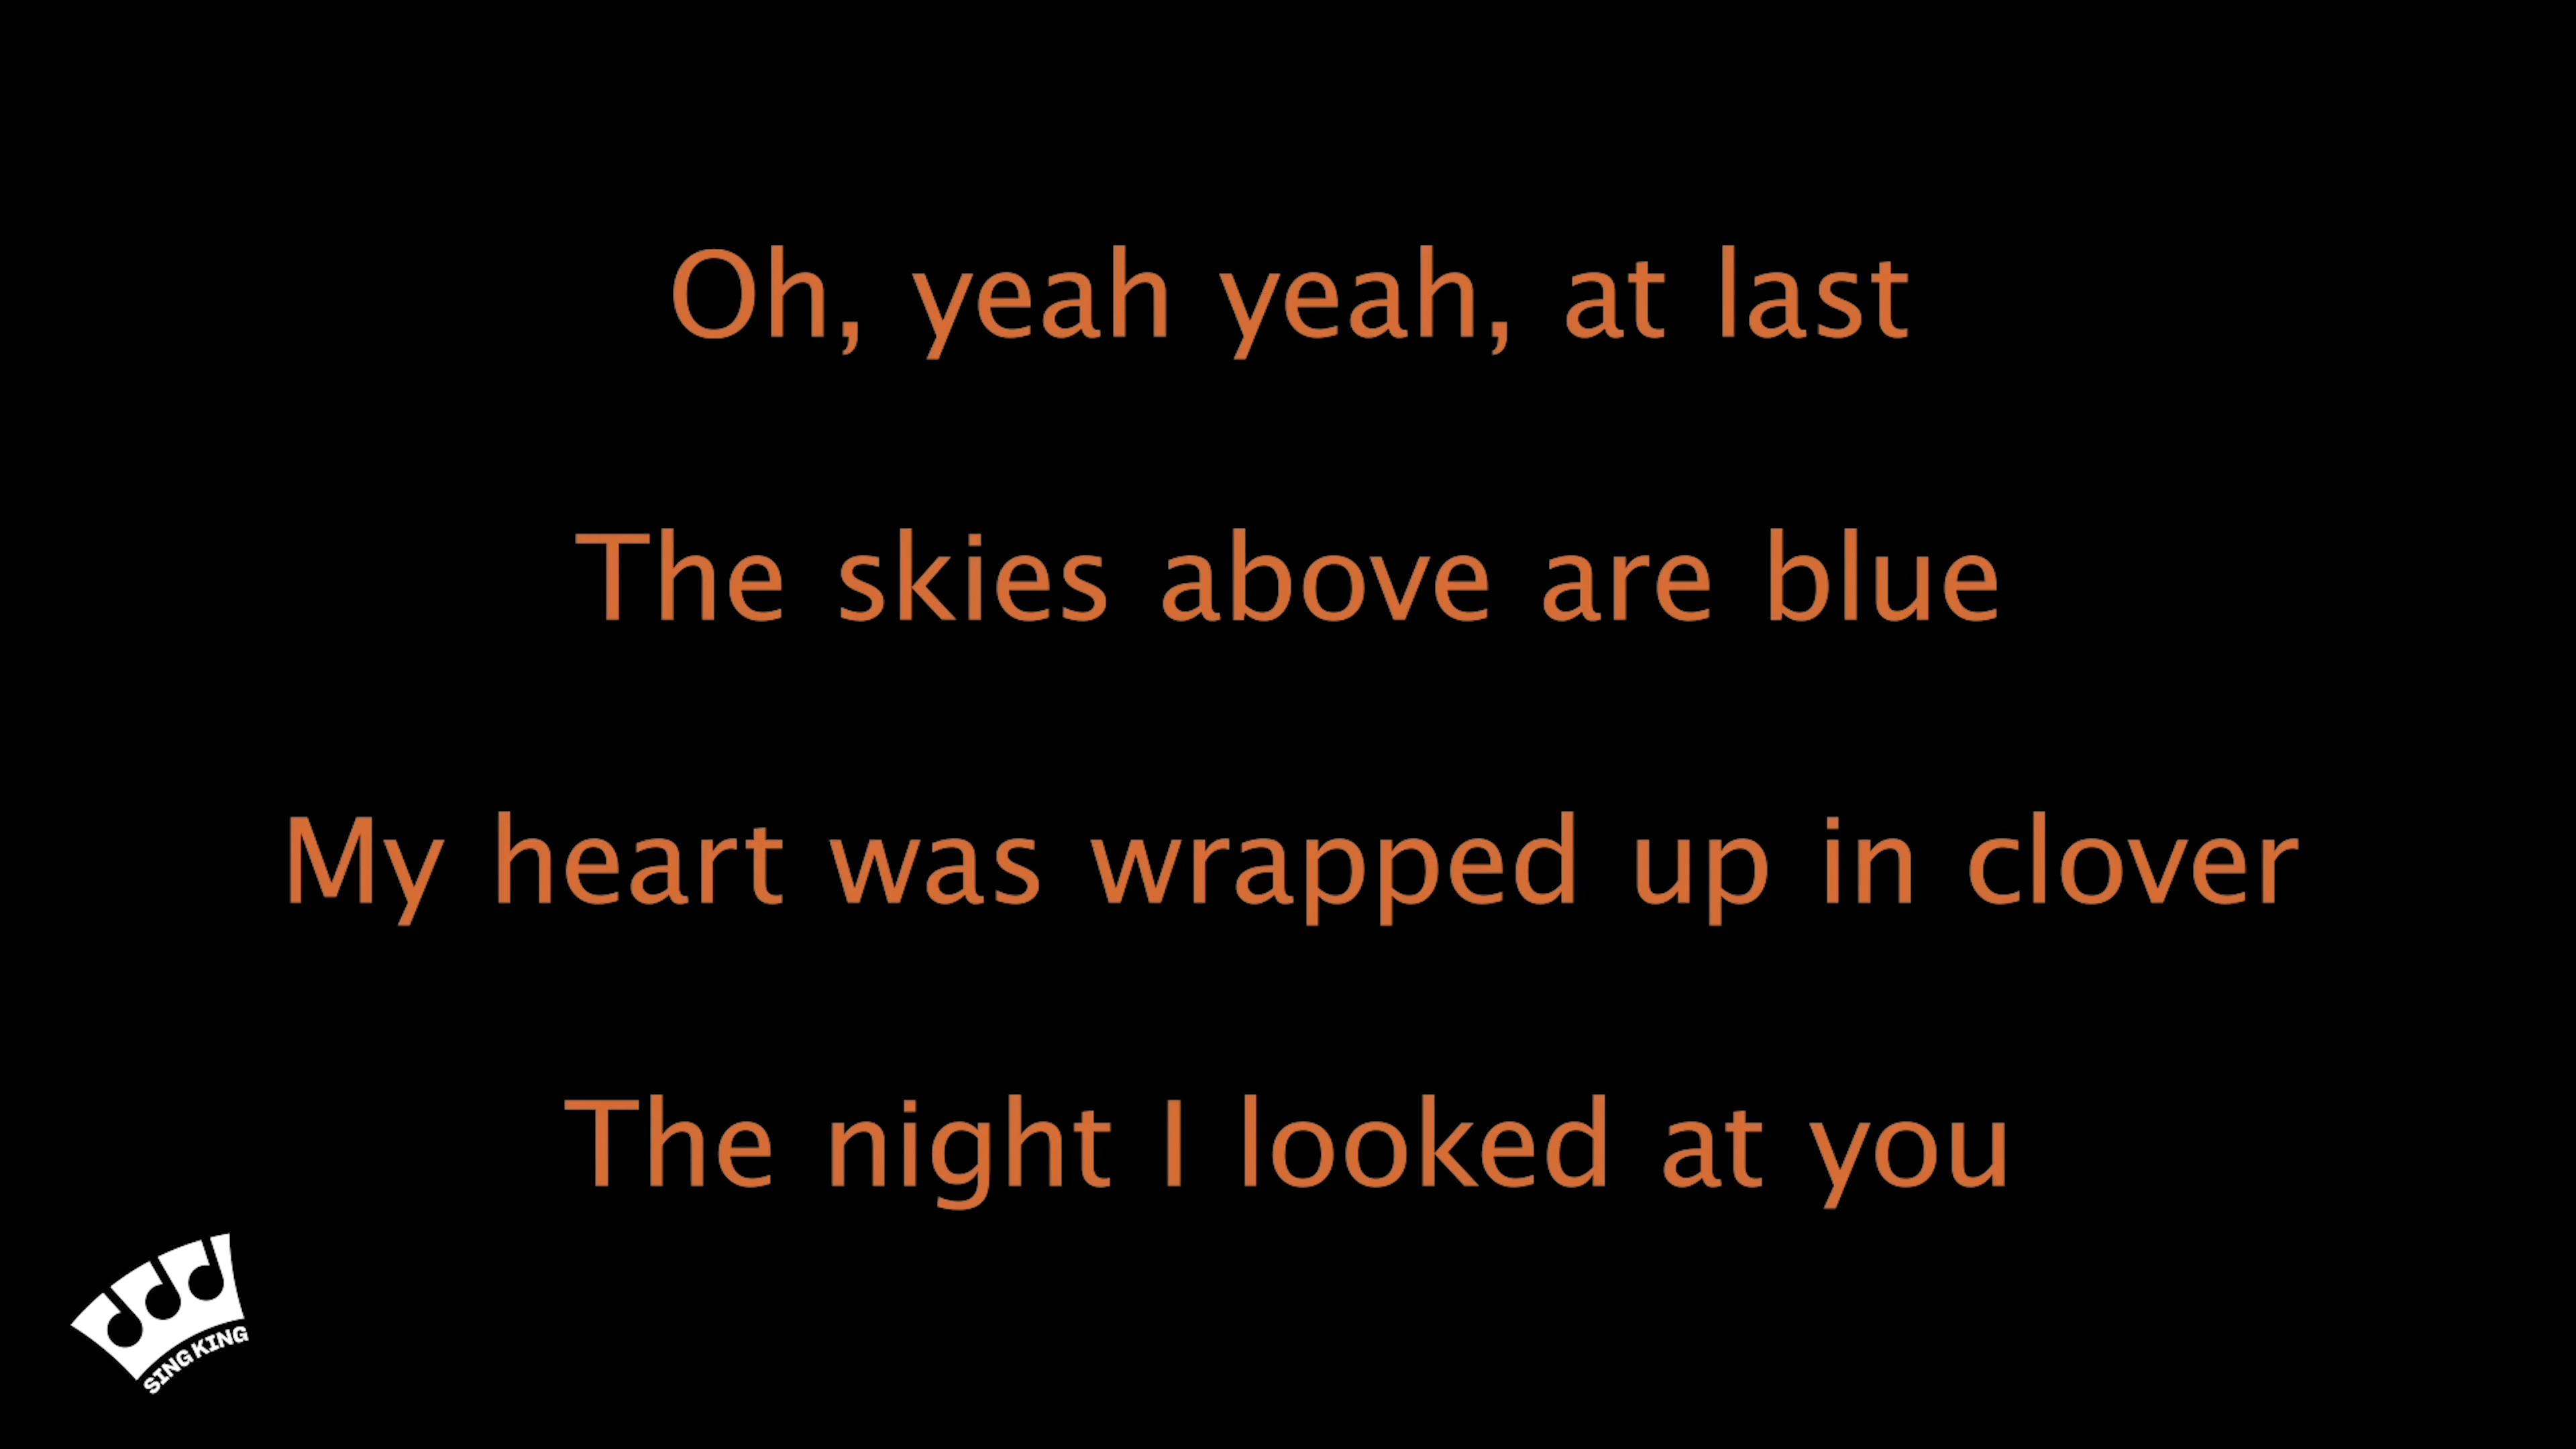 Oh, yeah yeah, at last
The skies above are blue
My heart was wrapped up in clover
The night I looked at you
SING KING